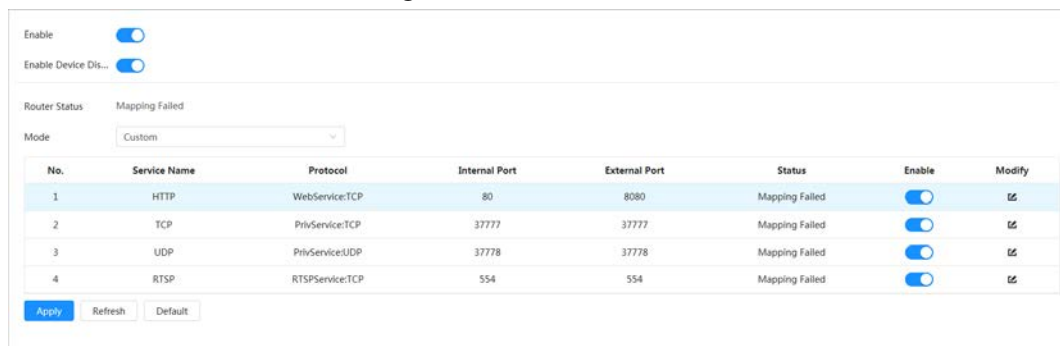 Enable
Enable Device Dis...
Router Status Mapping Failed
Mode Custom
No. Service Name Protocol Internal Port External Port Status Enable Modify
1 HTTP WebService:TCP 80 8080 Mapping Failed
2 TCP PrivService:TCP 37777 37777 Mapping Failed
3 UDP PrivService:UDP 37778 37778 Mapping Failed
4 RTSP RTSPService:TCP 554 554 Mapping Failed
Apply Refresh Default